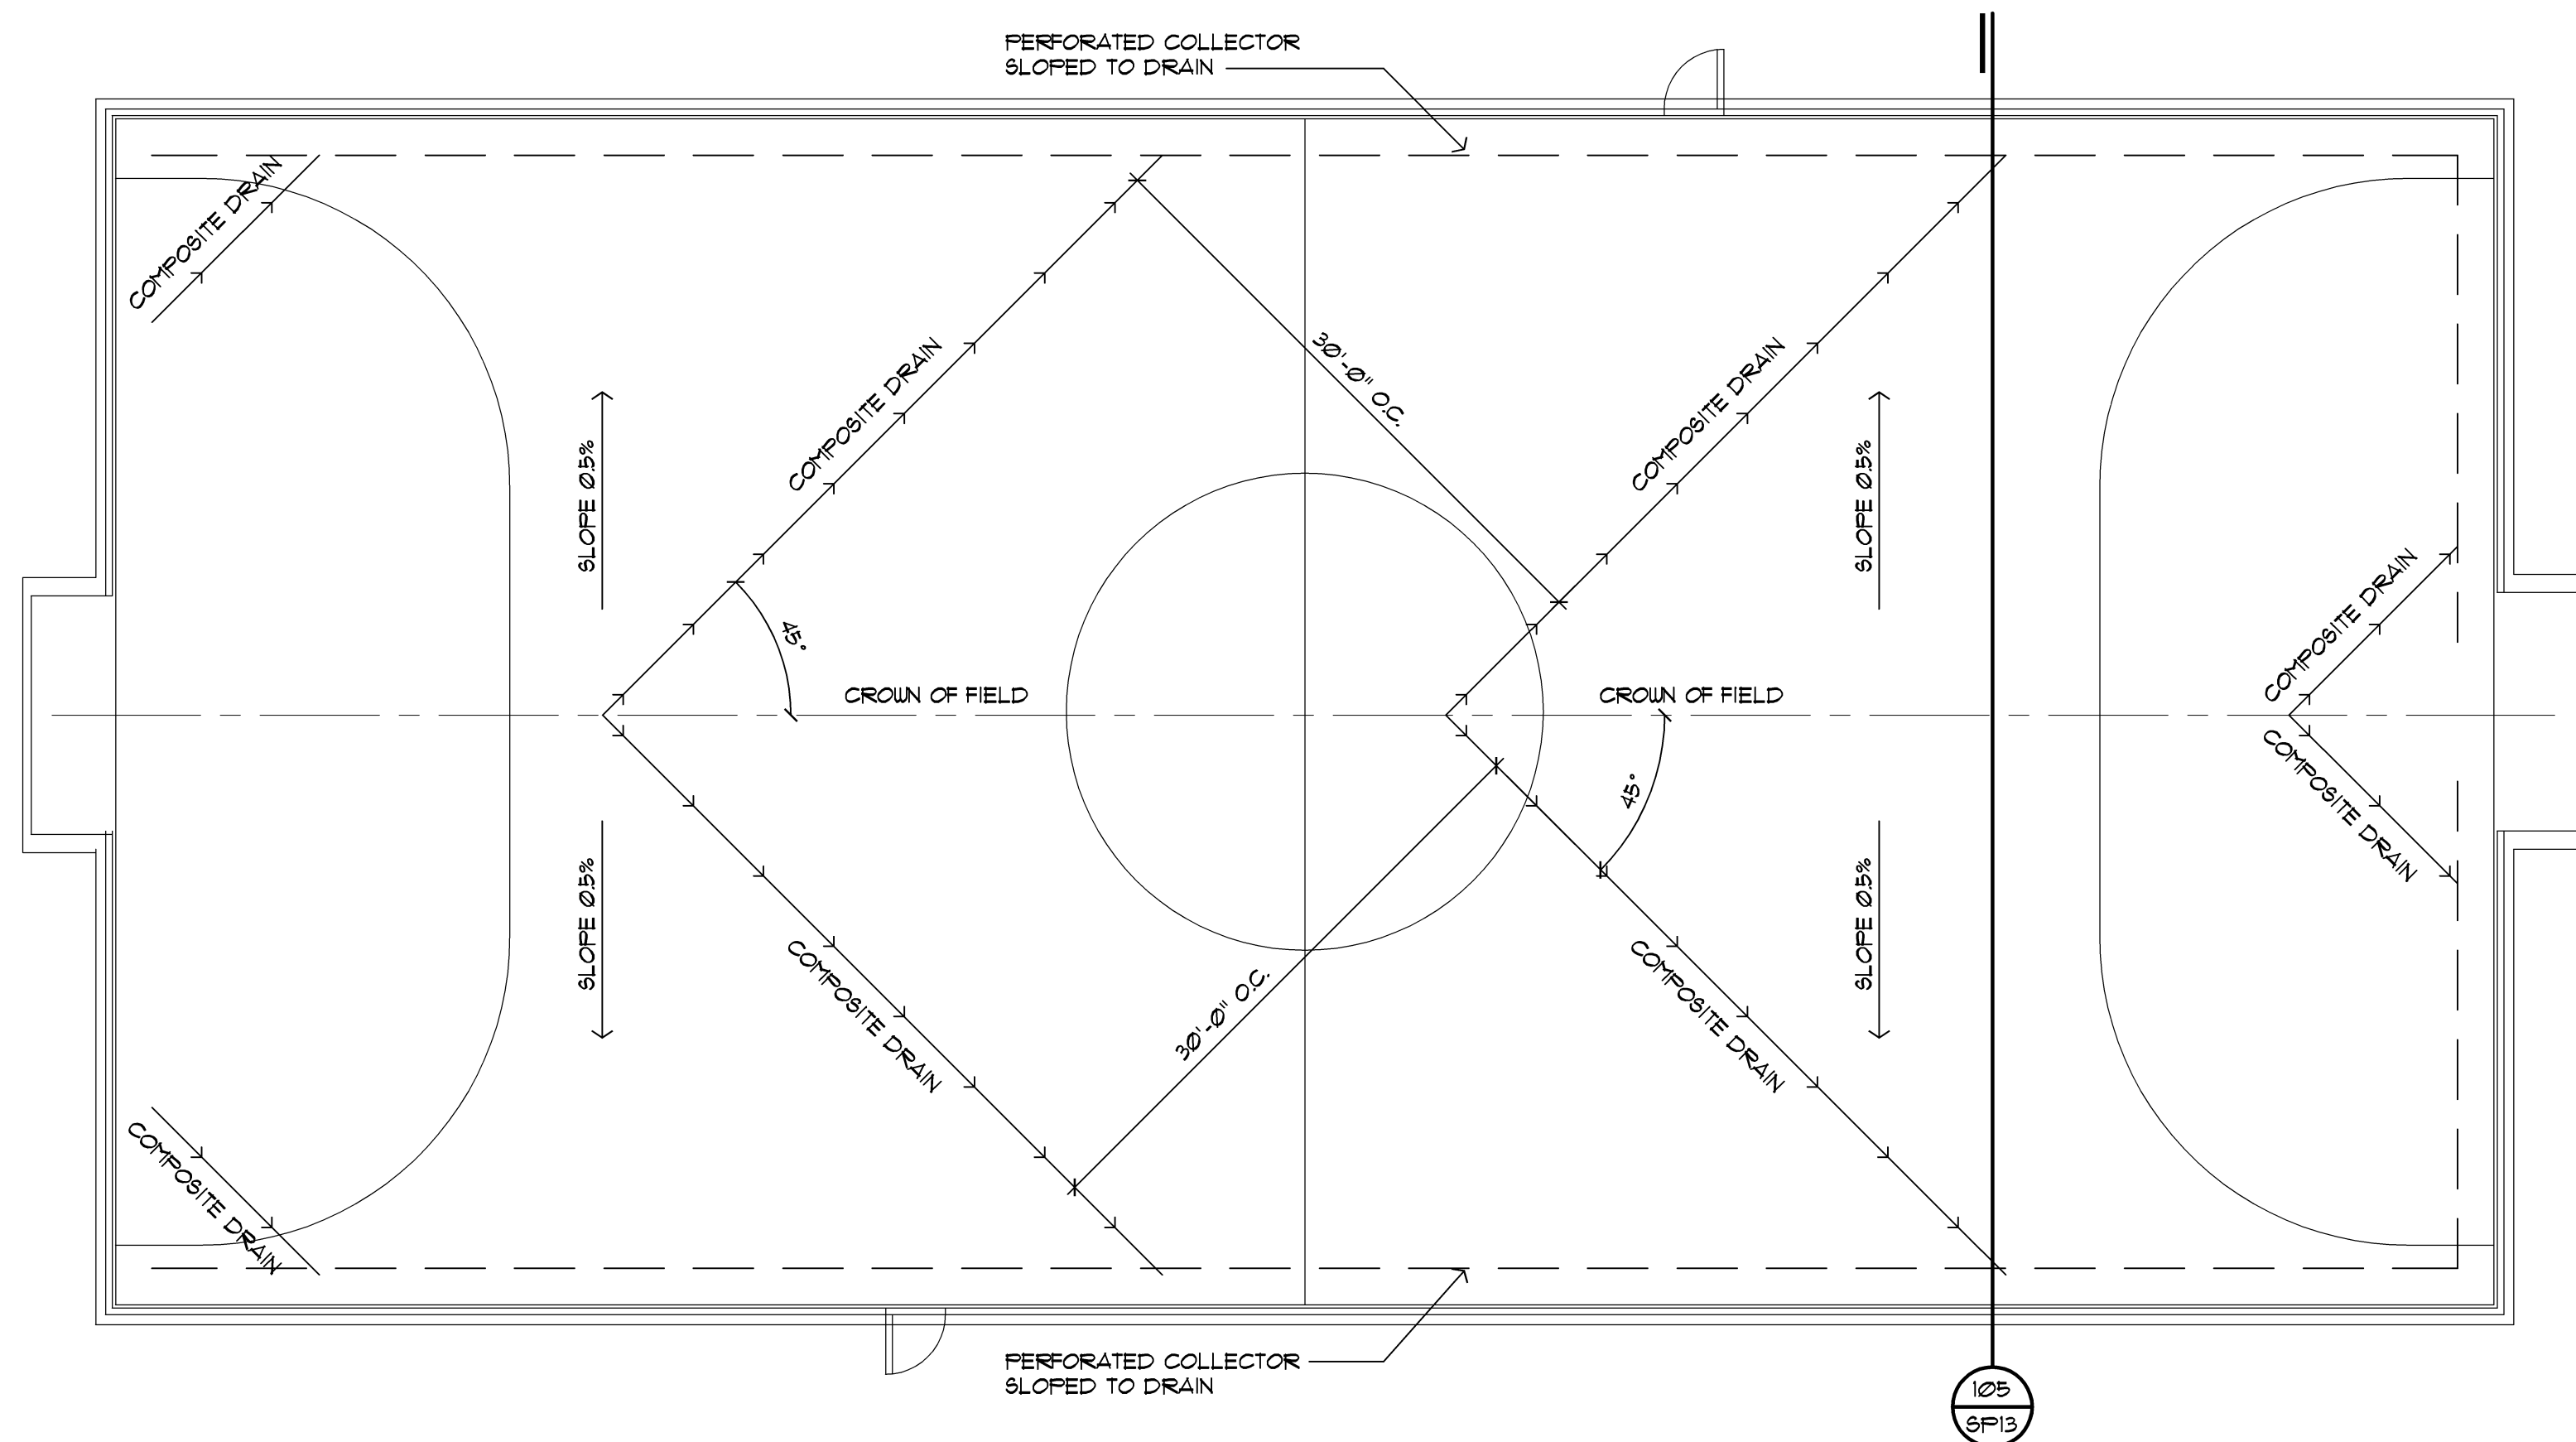 PERFORATED COLLECTOR
SLOPED TO DRAIN
COMPOSITE DRAIN
COMPOSITE DRAIN
30'-0" O.C.
COMPOSITE DRAIN
SLOPE 0.5%
SLOPE 0.5%
45°
COMPOSITE DRAIN
CROWN OF FIELD
CROWN OF FIELD
45°
COMPOSITE DRAIN
SLOPE 0.5%
SLOPE 0.5%
COMPOSITE DRAIN
30'-0" O.C.
COMPOSITE DRAIN
COMPOSITE DRAIN
PERFORATED COLLECTOR
SLOPED TO DRAIN
105
SP13